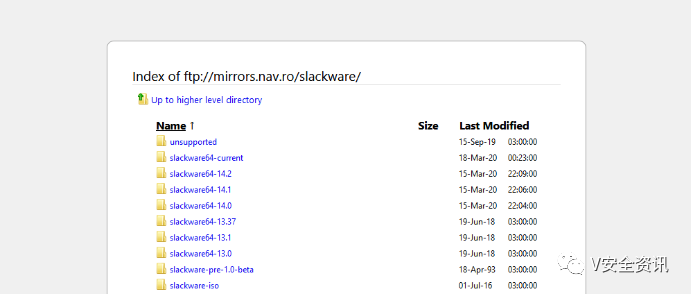 Index of ftp://mirrors.nav.ro/slackware/
Up to higher level directory
Name ↑ Size Last Modified
unsupported 15-Sep-19 03:00:00
slackware64-current 18-Mar-20 00:23:00
slackware64-14.2 15-Mar-20 22:09:00
slackware64-14.1 15-Mar-20 22:06:00
slackware64-14.0 15-Mar-20 22:04:00
slackware64-13.37 19-Jun-18 03:00:00
slackware64-13.1 19-Jun-18 03:00:00
slackware64-13.0 19-Jun-18 03:00:00
slackware-pre-1.0-beta 18-Apr-93 03:00:00
slackware-iso 01-Jul-16 03:00:00
V安全资讯